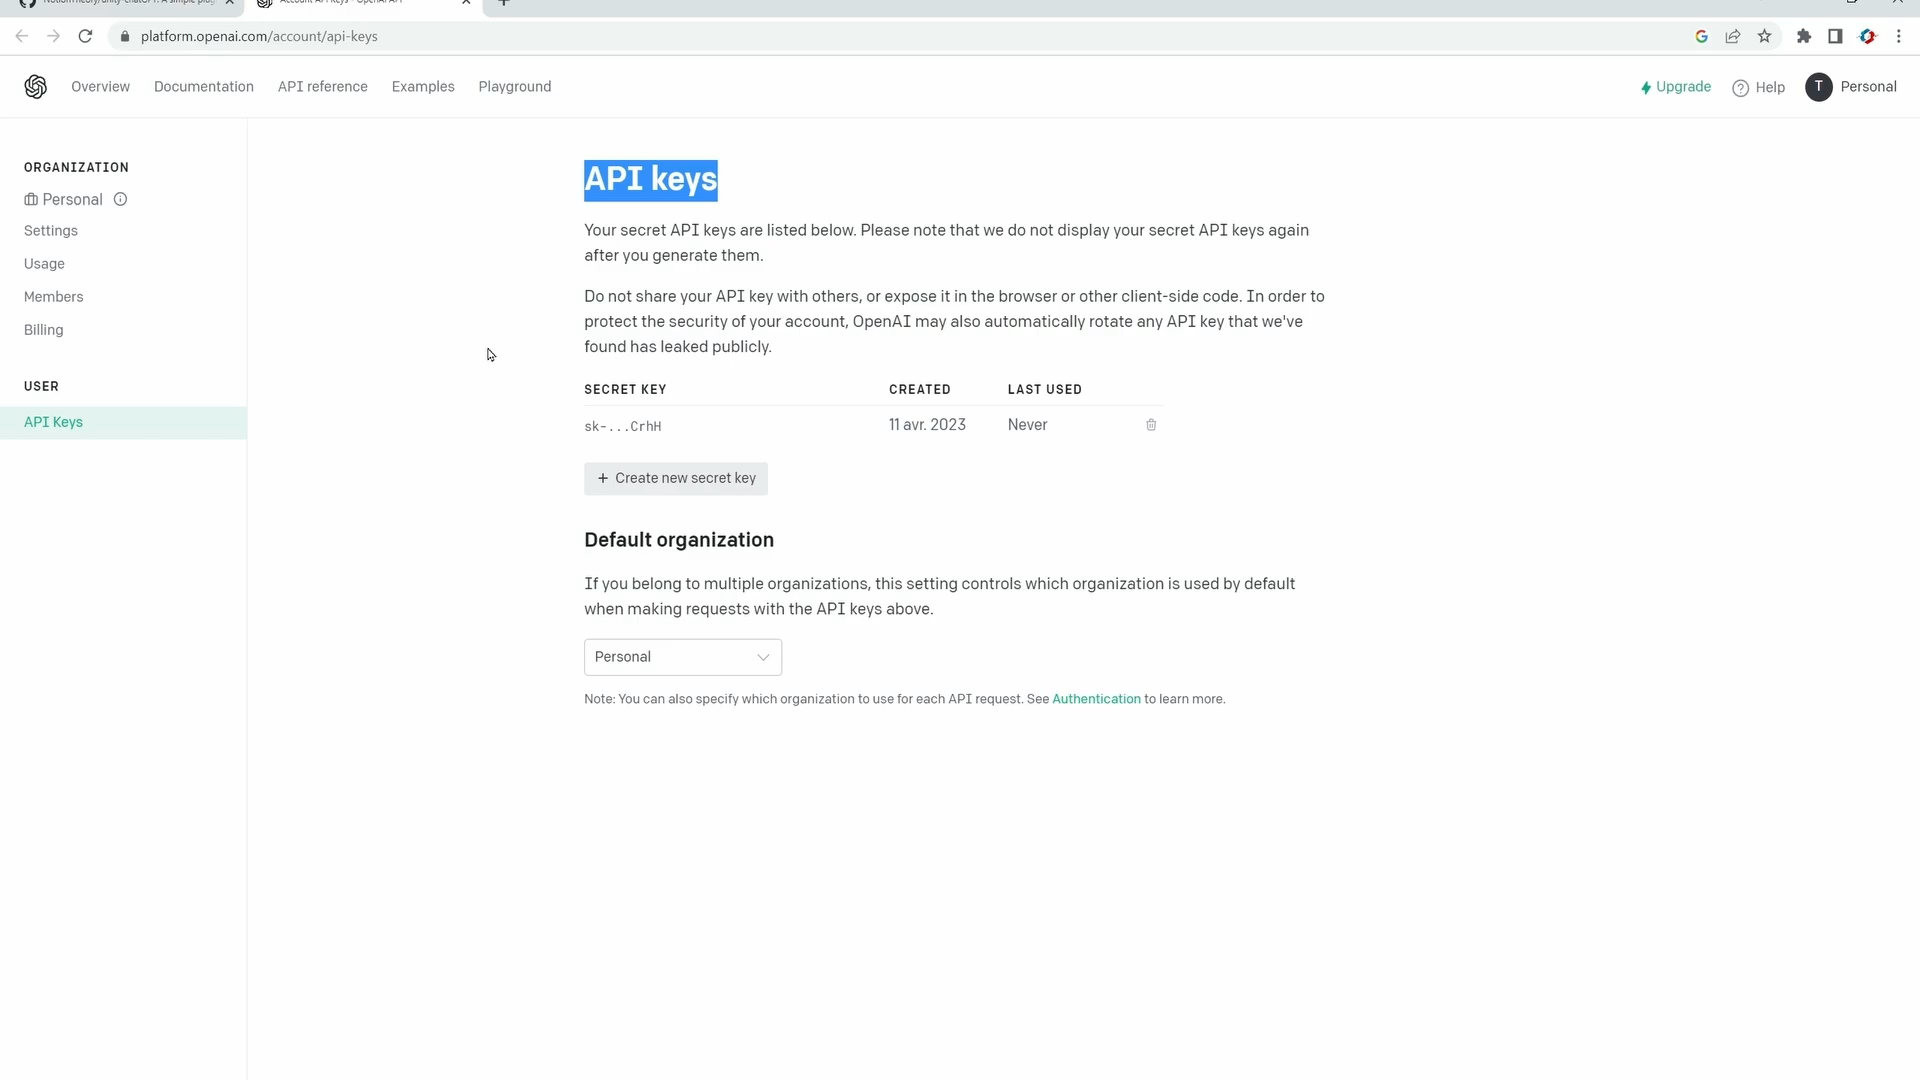 Account API Keys - OpenAI API
platform.openai.com/account/api-keys
Overview Documentation API reference Examples Playground
Upgrade ? Help T Personal
ORGANIZATION
Personal
Settings
Usage
Members
Billing
USER
API Keys
API keys
Your secret API keys are listed below. Please note that we do not display your secret API keys again
after you generate them.
Do not share your API key with others, or expose it in the browser or other client-side code. In order to
protect the security of your account, OpenAI may also automatically rotate any API key that we've
found has leaked publicly.
SECRET KEY CREATED LAST USED
sk-...CrhH 11 avr. 2023 Never
+ Create new secret key
Default organization
If you belong to multiple organizations, this setting controls which organization is used by default
when making requests with the API keys above.
Personal
Note: You can also specify which organization to use for each API request. See Authentication to learn more.